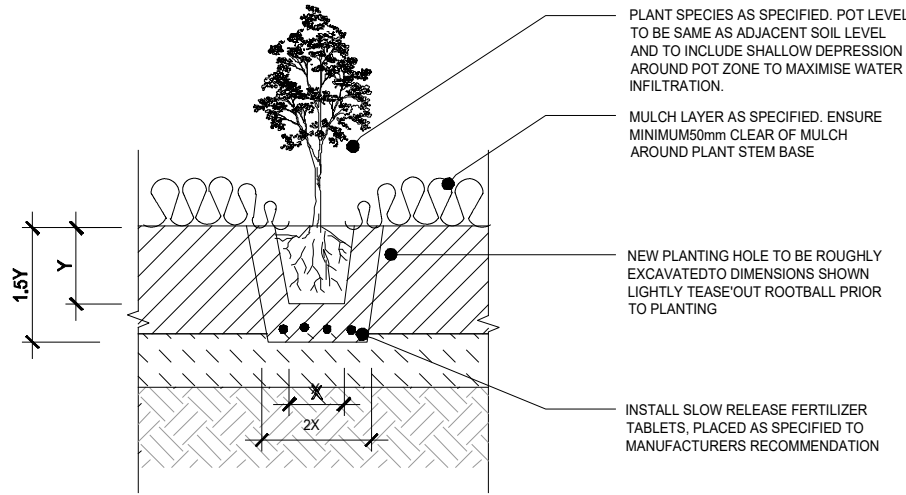 PLANT SPECIES AS SPECIFIED. POT LEVEL
TO BE SAME AS ADJACENT SOIL LEVEL
AND TO INCLUDE SHALLOW DEPRESSION
AROUND POT ZONE TO MAXIMISE WATER
INFILTRATION.
MULCH LAYER AS SPECIFIED. ENSURE
MINIMUM50mm CLEAR OF MULCH
AROUND PLANT STEM BASE
NEW PLANTING HOLE TO BE ROUGHLY
EXCAVATEDTO DIMENSIONS SHOWN
LIGHTLY TEASE'OUT ROOTBALL PRIOR
TO PLANTING
INSTALL SLOW RELEASE FERTILIZER
TABLETS, PLACED AS SPECIFIED TO
MANUFACTURERS RECOMMENDATION
1.5Y
Y
X
2X